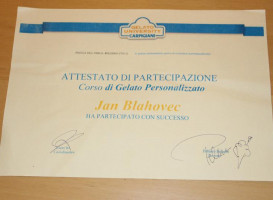 GELATO
UNIVERSITY
CARPIGIANI
ATTESTATO DI PARTECIPAZIONE
Corso di Gelato Personalizzato
Jan Blahovec
HA PARTECIPATO CON SUCCESSO